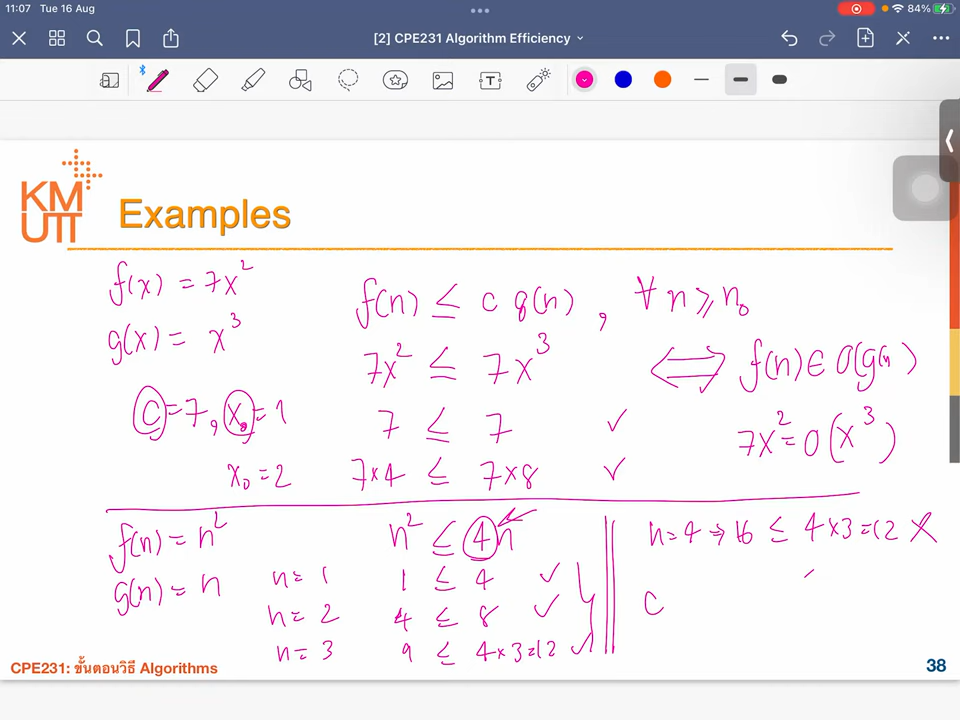 11:07 Tue 16 Aug
84%
[2] CPE231 Algorithm Efficiency
T
KM
UTT
Examples
f(x) = 7x²
g(x) = x³
C=7, x₀=1
x₀=2
f(n) ≤ c g(n), ∀ n ≥ n₀
7x² ≤ 7x³
⟺ f(n) ∈ O(g(n)
7 ≤ 7 ✓
7x² = O(x³)
7×4 ≤ 7×8 ✓
f(n) = n²
g(n) = n
n² ≤ 4n
n=1 1 ≤ 4 ✓
n=2 4 ≤ 8 ✓
n=3 9 ≤ 4×3=12 ✓
n=4 → 16 ≤ 4×3=12 ✗
C
CPE231: ขั้นตอนวิธี Algorithms
38